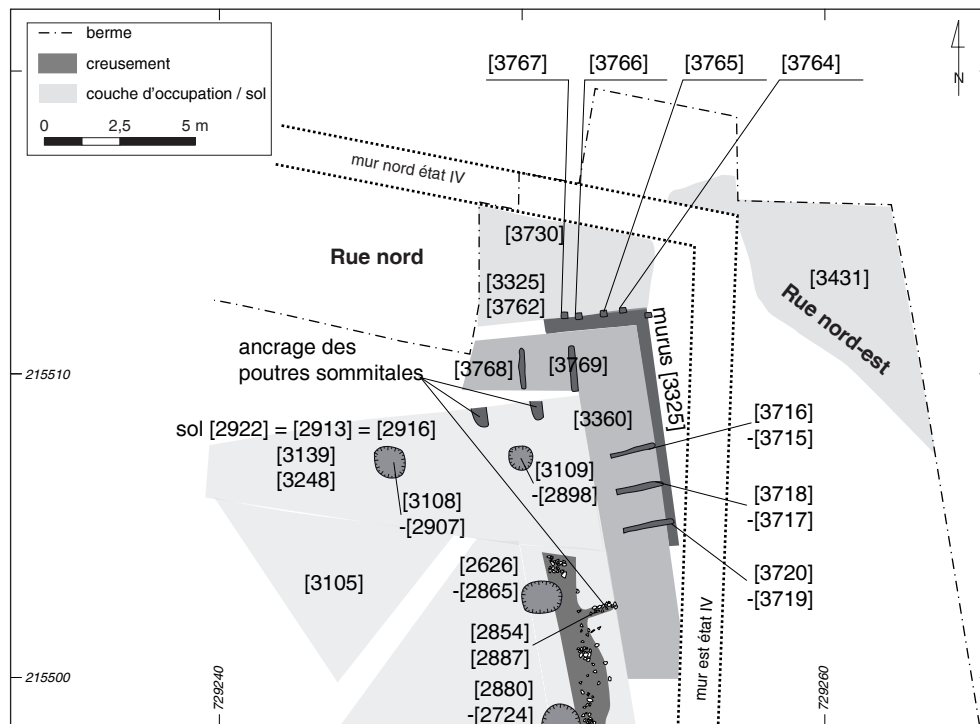 berme
creusement
couche d'occupation / sol
0 2,5 5 m
N
[3767] [3766] [3765] [3764]
mur nord état IV
[3730]
Rue nord
[3325]
[3762]
[3431]
Rue nord-est
murus [3325]
ancrage des
poutres sommitales
[3768] [3769]
215510
[3360]
[3716]
-[3715]
sol [2922] = [2913] = [2916]
[3139]
[3248]
[3109]
-[2898]
[3108]
-[2907]
[3718]
-[3717]
[3105]
[2626]
-[2865]
[3720]
-[3719]
[2854]
[2887]
mur est état IV
215500
729240
[2880]
-[2724]
729260